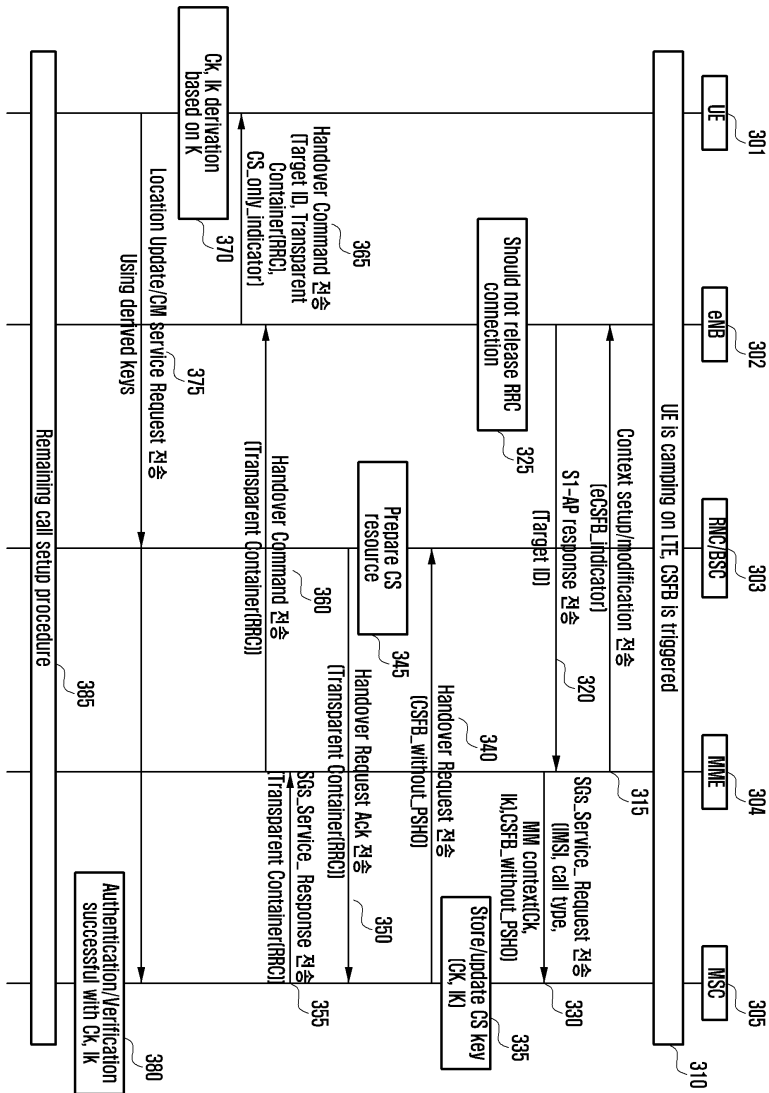 UE
301
eNB
302
RNC/BSC
303
MME
304
MSC
305
UE is camping on LTE, CSFB is triggered
310
Context setup/modification 전송
(eCSFB_indicator)
315
S1-AP response 전송
(Target ID)
320
Should not release RRC
connection
325
SGs_Service_ Request 전송
(IMSI, call type,
MM context(CK,
IK),CSFB_without_PSHO)
330
Store/update CS key
(CK, IK)
335
340
Handover Request 전송
(CSFB_without_PSHO)
Prepare CS
resource
345
Handover Request Ack 전송
(Transparent Container(RRC))
350
SGs_Service_ Response 전송
(Transparent Container(RRC))
355
360
Handover Command 전송
(Transparent Container(RRC))
365
Handover Command 전송
(Target ID, Transparent
Container(RRC),
CS_only_indicator)
CK, IK derivation
based on K
370
375
Location Update/CM service Request 전송
Using derived keys
Authentication/Verification
successful with CK, IK
380
Remaining call setup procedure
385